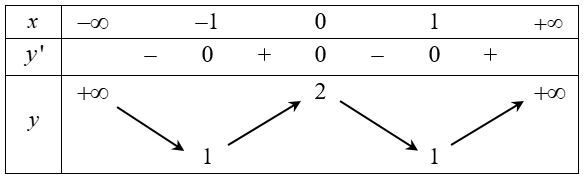 x −∞ −1 0 1 +∞
y' − 0 + 0 − 0 +
+∞ 2 +∞
y
1 1